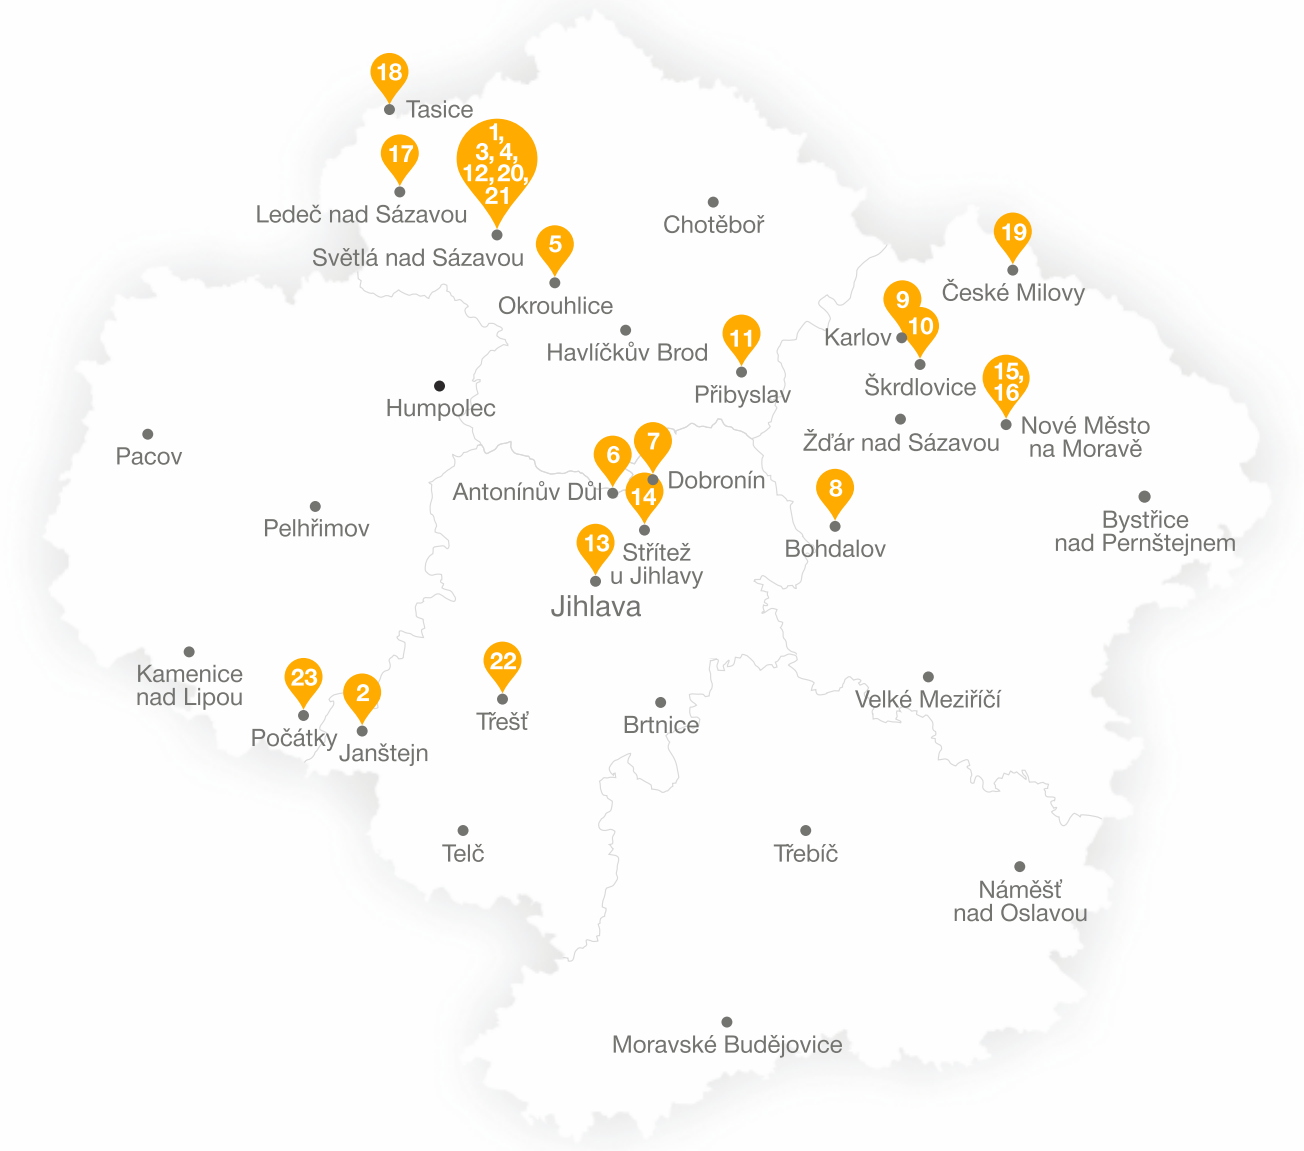 18
Tasice
1,
3, 4,
12, 20,
21
17
Ledeč nad Sázavou
Světlá nad Sázavou
5
Okrouhlice
Chotěboř
19
České Milovy
9
Karlov
10
Škrdlovice
Havlíčkův Brod
11
Přibyslav
15,
16
Nové Město
na Moravě
Žďár nad Sázavou
Humpolec
Pacov
Pelhřimov
6
Antonínův Důl
7
Dobronín
14
Střítež
u Jihlavy
8
Bohdalov
Bystřice
nad Pernštejnem
13
Jihlava
Kamenice
nad Lipou
23
Počátky
2
Janštejn
22
Třešť
Brtnice
Velké Meziříčí
Telč
Třebíč
Náměšť
nad Oslavou
Moravské Budějovice